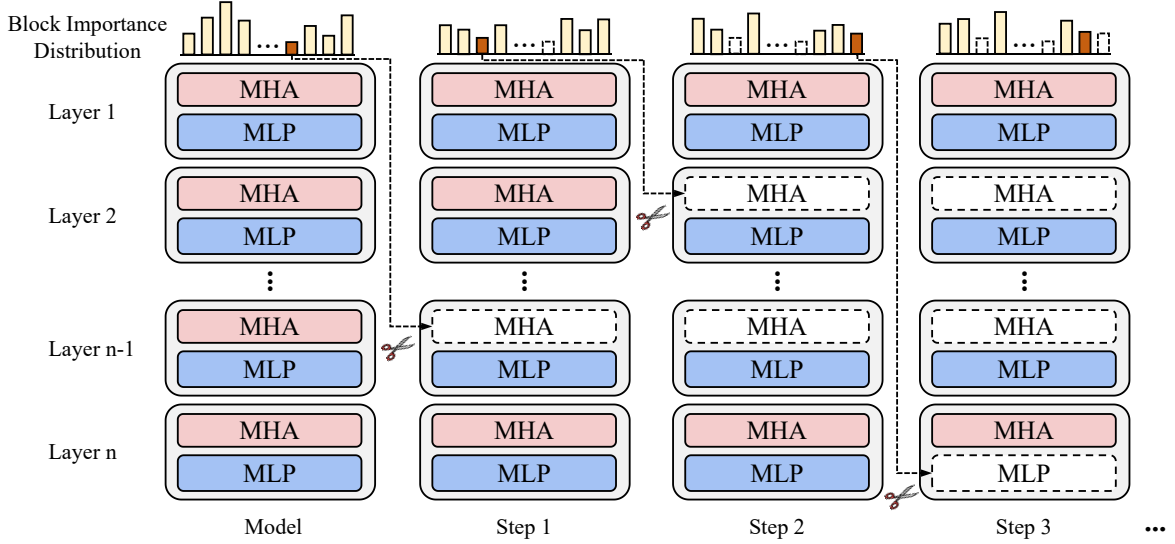 Block Importance
Distribution
Layer 1
MHA
MHA
MHA
MHA
MLP
MLP
MLP
MLP
Layer 2
MHA
MHA
MHA
MHA
MLP
MLP
MLP
MLP
Layer n-1
MHA
MHA
MHA
MHA
MLP
MLP
MLP
MLP
Layer n
MHA
MHA
MHA
MHA
MLP
MLP
MLP
MLP
Model
Step 1
Step 2
Step 3
...